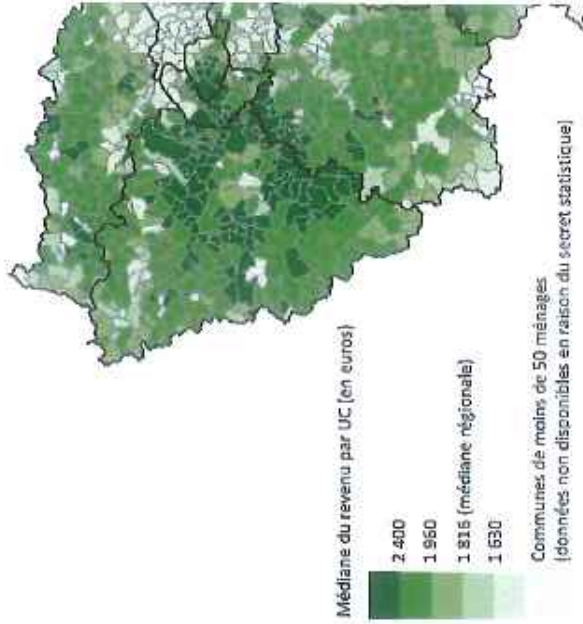 Médiane du revenu par UC (en euros)
2 400
1 960
1 816 (médiane régionale)
1 630
Communes de moins de 50 ménages
(données non disponibles en raison du secret statistique)